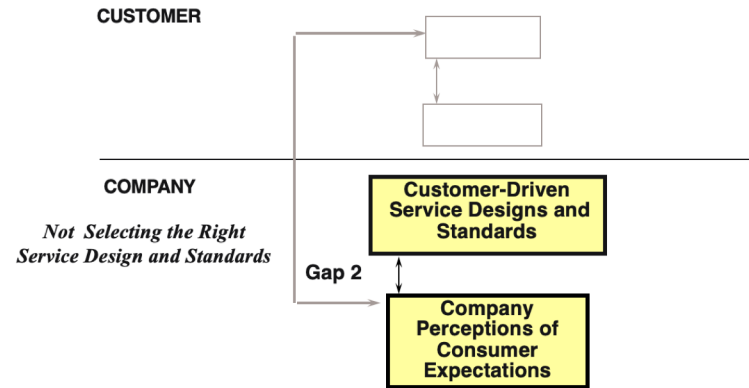 CUSTOMER
COMPANY
Not Selecting the Right
Service Design and Standards
Customer-Driven
Service Designs and
Standards
Gap 2
Company
Perceptions of
Consumer
Expectations